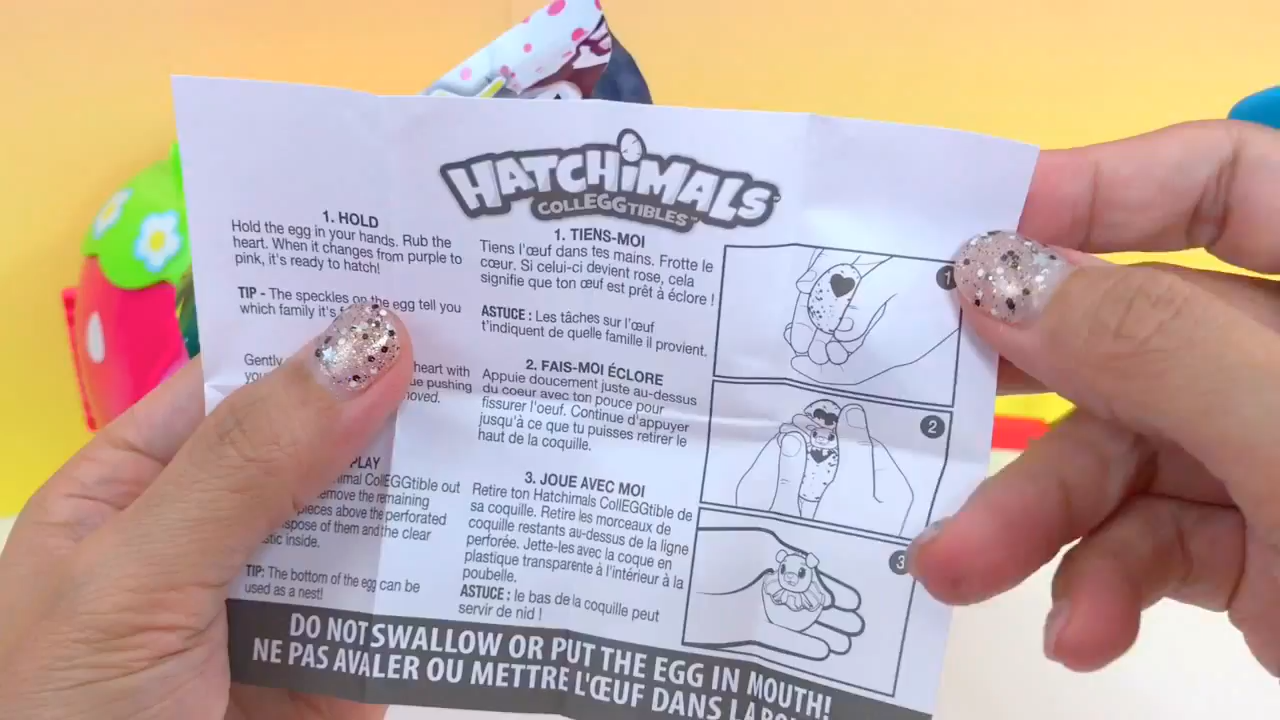 HATCHiMALS
COLLEGGTIBLES™
1. HOLD
Hold the egg in your hands. Rub the
heart. When it changes from purple to
pink, it's ready to hatch!
TIP - The speckles on the egg tell you
which family it's
Gently
heart with
pushing
PLAY
CollEGGtible out
remove the remaining
pieces above the perforated
of them and the clear
inside.
TIP: The bottom of the egg can be
used as a nest!
1. TIENS-MOI
Tiens l'œuf dans tes mains. Frotte le
cœur. Si celui-ci devient rose, cela
signifie que ton œuf est prêt à éclore !
ASTUCE : Les tâches sur l'œuf
t'indiquent de quelle famille il provient.
2. FAIS-MOI ÉCLORE
Appuie doucement juste au-dessus
du coeur avec ton pouce pour
fissurer l'oeuf. Continue d'appuyer
jusqu'à ce que tu puisses retirer le
haut de la coquille.
3. JOUE AVEC MOI
Retire ton Hatchimals CollEGGtible de
sa coquille. Retire les morceaux de
coquille restants au-dessus de la ligne
perforée. Jette-les avec la coque en
plastique transparente à l'intérieur à la
poubelle.
ASTUCE : le bas de la coquille peut
servir de nid !
1
2
3
DO NOT SWALLOW OR PUT THE EGG IN MOUTH!
NE PAS AVALER OU METTRE L'ŒUF DANS LA